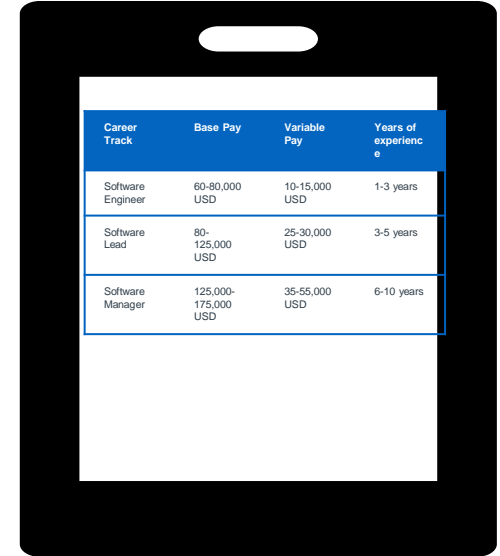 Career Track Base Pay Variable Pay Years of experience
Software Engineer 60-80,000 USD 10-15,000 USD 1-3 years
Software Lead 80-125,000 USD 25-30,000 USD 3-5 years
Software Manager 125,000-175,000 USD 35-55,000 USD 6-10 years